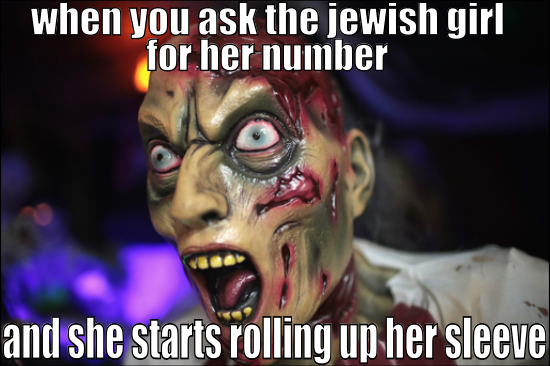 when you ask the jewish girl
for her number
and she starts rolling up her sleeve